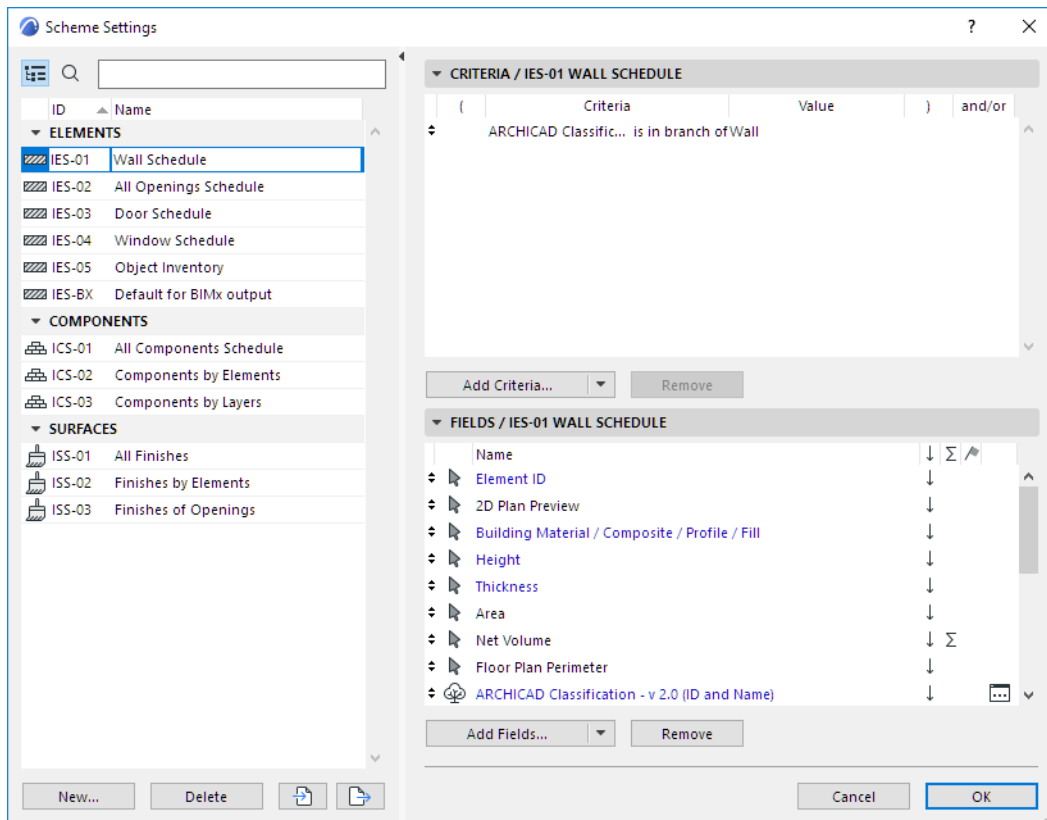 Scheme Settings
?
ID Name
ELEMENTS
IES-01 Wall Schedule
IES-02 All Openings Schedule
IES-03 Door Schedule
IES-04 Window Schedule
IES-05 Object Inventory
IES-BX Default for BIMx output
COMPONENTS
ICS-01 All Components Schedule
ICS-02 Components by Elements
ICS-03 Components by Layers
SURFACES
ISS-01 All Finishes
ISS-02 Finishes by Elements
ISS-03 Finishes of Openings
New... Delete
CRITERIA / IES-01 WALL SCHEDULE
( Criteria Value ) and/or
ARCHICAD Classific... is in branch of Wall
Add Criteria... Remove
FIELDS / IES-01 WALL SCHEDULE
Name ↓ Σ
Element ID ↓
2D Plan Preview ↓
Building Material / Composite / Profile / Fill ↓
Height ↓
Thickness ↓
Area ↓
Net Volume ↓ Σ
Floor Plan Perimeter ↓
ARCHICAD Classification - v 2.0 (ID and Name) ↓
Add Fields... Remove
Cancel OK